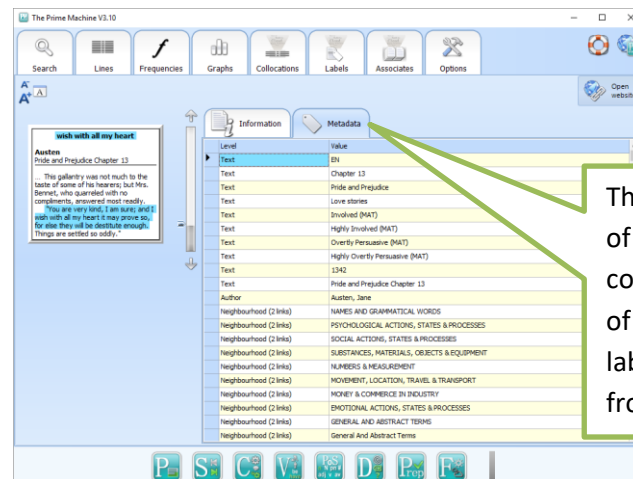 The Prime Machine V3.10
Search
Lines
Frequencies
Graphs
Collocations
Labels
Associates
Options
Open
website
Information
Metadata
wish with all my heart
Austen
Pride and Prejudice Chapter 13
... This gallantry was not much to the
taste of some of his hearers; but Mrs.
Bennet, who quarreled with no
compliments, answered most readily.
"You are very kind, I am sure; and I
wish with all my heart it may prove so,
for else they will be destitute enough.
Things are settled so oddly."
Level Value
Text EN
Text Chapter 13
Text Pride and Prejudice
Text Love stories
Text Involved (MAT)
Text Highly Involved (MAT)
Text Overtly Persuasive (MAT)
Text Highly Overtly Persuasive (MAT)
Text 1342
Text Pride and Prejudice Chapter 13
Author Austen, Jane
Neighbourhood (2 links) NAMES AND GRAMMATICAL WORDS
Neighbourhood (2 links) PSYCHOLOGICAL ACTIONS, STATES & PROCESSES
Neighbourhood (2 links) SOCIAL ACTIONS, STATES & PROCESSES
Neighbourhood (2 links) SUBSTANCES, MATERIALS, OBJECTS & EQUIPMENT
Neighbourhood (2 links) NUMBERS & MEASUREMENT
Neighbourhood (2 links) MOVEMENT, LOCATION, TRAVEL & TRANSPORT
Neighbourhood (2 links) MONEY & COMMERCE IN INDUSTRY
Neighbourhood (2 links) EMOTIONAL ACTIONS, STATES & PROCESSES
Neighbourhood (2 links) GENERAL AND ABSTRACT TERMS
Neighbourhood (2 links) General And Abstract Terms
Th
of
co
of
lab
fro